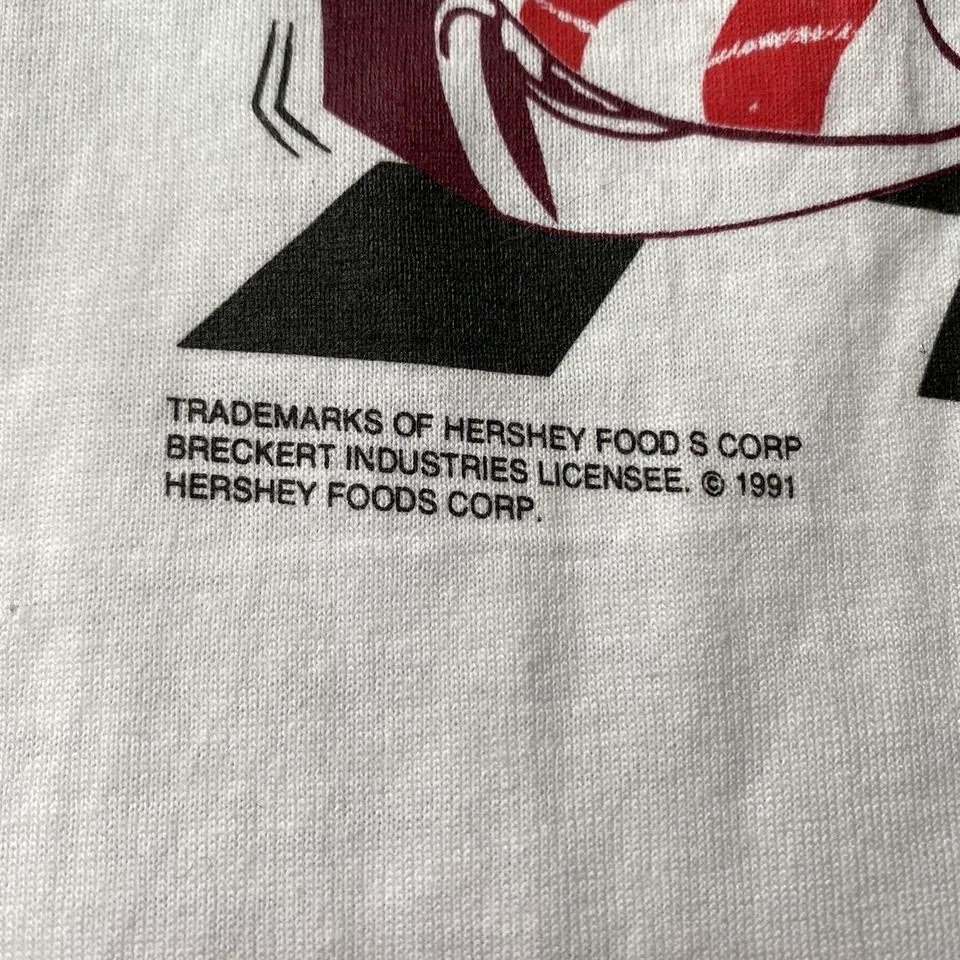 TRADEMARKS OF HERSHEY FOOD S CORP
BRECKERT INDUSTRIES LICENSEE. © 1991
HERSHEY FOODS CORP.